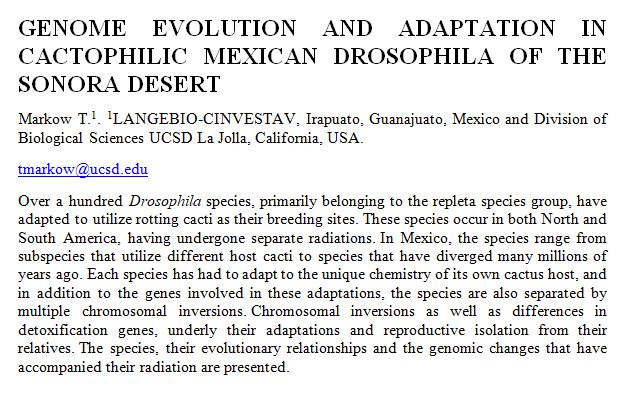 GENOME EVOLUTION AND ADAPTATION IN
CACTOPHILIC MEXICAN DROSOPHILA OF THE
SONORA DESERT
Markow T.¹. ¹LANGEBIO-CINVESTAV, Irapuato, Guanajuato, Mexico and Division of
Biological Sciences UCSD La Jolla, California, USA.
tmarkow@ucsd.edu
Over a hundred Drosophila species, primarily belonging to the repleta species group, have
adapted to utilize rotting cacti as their breeding sites. These species occur in both North and
South America, having undergone separate radiations. In Mexico, the species range from
subspecies that utilize different host cacti to species that have diverged many millions of
years ago. Each species has had to adapt to the unique chemistry of its own cactus host, and
in addition to the genes involved in these adaptations, the species are also separated by
multiple chromosomal inversions. Chromosomal inversions as well as differences in
detoxification genes, underly their adaptations and reproductive isolation from their
relatives. The species, their evolutionary relationships and the genomic changes that have
accompanied their radiation are presented.